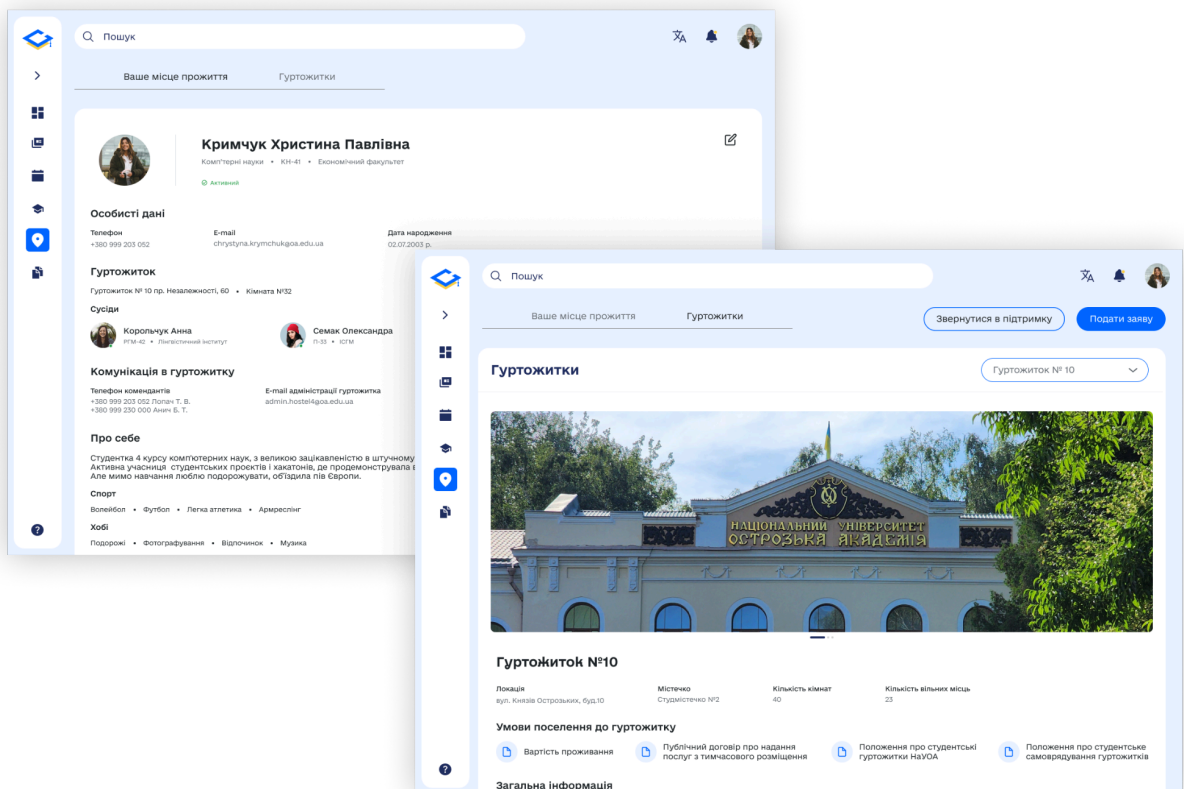 Пошук
Ваше місце прожиття
Гуртожитки
Кримчук Христина Павлівна
Комп'терні науки • КН-41 • Економічний факультет
Активний
Особисті дані
Телефон
+380 999 203 052
E-mail
chrystyna.krymchuk@oa.edu.ua
Дата народження
02.07.2003 р.
Гуртожиток
Гуртожиток № 10 пр. Незалежності, 60 • Кімната №32
Сусіди
Корольчук Анна
РГМ-42 • Лінгвістичний інститут
Семак Олександра
П-33 • ІСГМ
Комунікація в гуртожитку
Телефон комендантів
+380 999 203 052 Лопач Т. В.
+380 999 230 000 Анич Б. Т.
E-mail адміністрації гуртожитка
admin.hostel4@oa.edu.ua
Про себе
Студентка 4 курсу комп'ютерних наук, з великою зацікавленістю в штучному
Активна учасниця студентських проєктів і хакатонів, де продемонструвала
Але мимо навчання люблю подорожувати, об'їздила пів Європи.
Спорт
Волейбол • Футбол • Легка атлетика • Армреслінг
Хобі
Подорожі • Фотографування • Відпочинок • Музика
Пошук
Ваше місце прожиття
Гуртожитки
Звернутися в підтримку
Подати заяву
Гуртожитки
Гуртожиток № 10
НАЦІОНАЛЬНИЙ УНІВЕРСИТЕТ
ОСТРОЗЬКА АКАДЕМІЯ
Гуртожиток №10
Локація
вул. Князів Острозьких, буд.10
Містечко
Студмістечко №2
Кількість кімнат
40
Кількість вільних місць
23
Умови поселення до гуртожитку
Вартість проживання
Публічний договір про надання
послуг з тимчасового розміщення
Положення про студентські
гуртожитки НаУОА
Положення про студентське
самоврядування гуртожитків
Загальна інформація